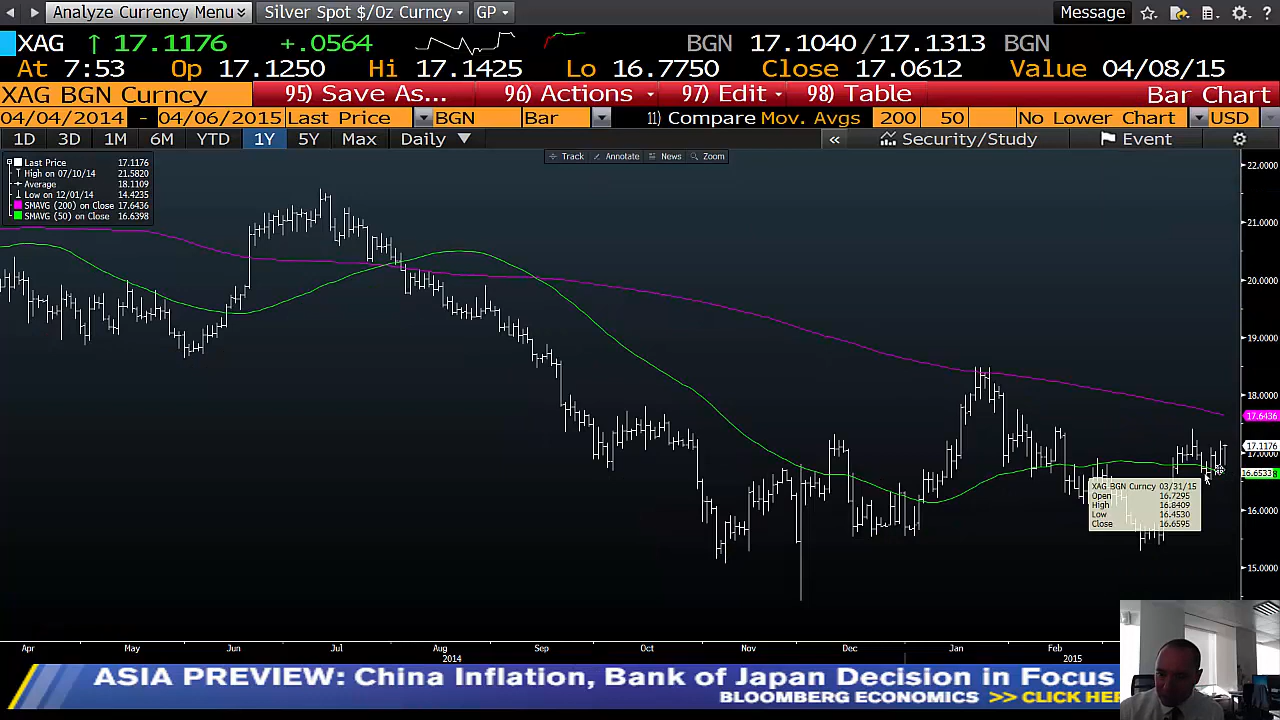 Analyze Currency Menu Silver Spot $/Oz Curncy GP Message ?
XAG ↑ 17.1176 +.0564 BGN 17.1040/17.1313 BGN
At 7:53 Op 17.1250 Hi 17.1425 Lo 16.7750 Close 17.0612 Value 04/08/15
XAG BGN Curncy 95) Save As... 96) Actions 97) Edit 98) Table Bar Chart
04/04/2014 - 04/06/2015 Last Price BGN Bar 11) Compare Mov. Avgs 200 50 No Lower Chart USD
1D 3D 1M 6M YTD 1Y 5Y Max Daily ▼ « Security/Study Event
Track Annotate News Zoom
Last Price 17.1176
High on 07/10/14 21.5820
Average 18.1109
Low on 12/01/14 14.4235
SMAVG (200) on Close 17.6436
SMAVG (50) on Close 16.6398
22.0000
21.0000
20.0000
19.0000
18.0000
17.6436
17.1176
17.0000
16.6533
16.0000
15.0000
XAG BGN Curncy 03/31/15
Open 16.7295
High 16.8409
Low 16.4530
Close 16.6595
Apr May Jun Jul Aug Sep Oct Nov Dec Jan Feb
2014 2015
ASIA PREVIEW: China Inflation, Bank of Japan Decision in Focus
BLOOMBERG ECONOMICS >> CLICK HER